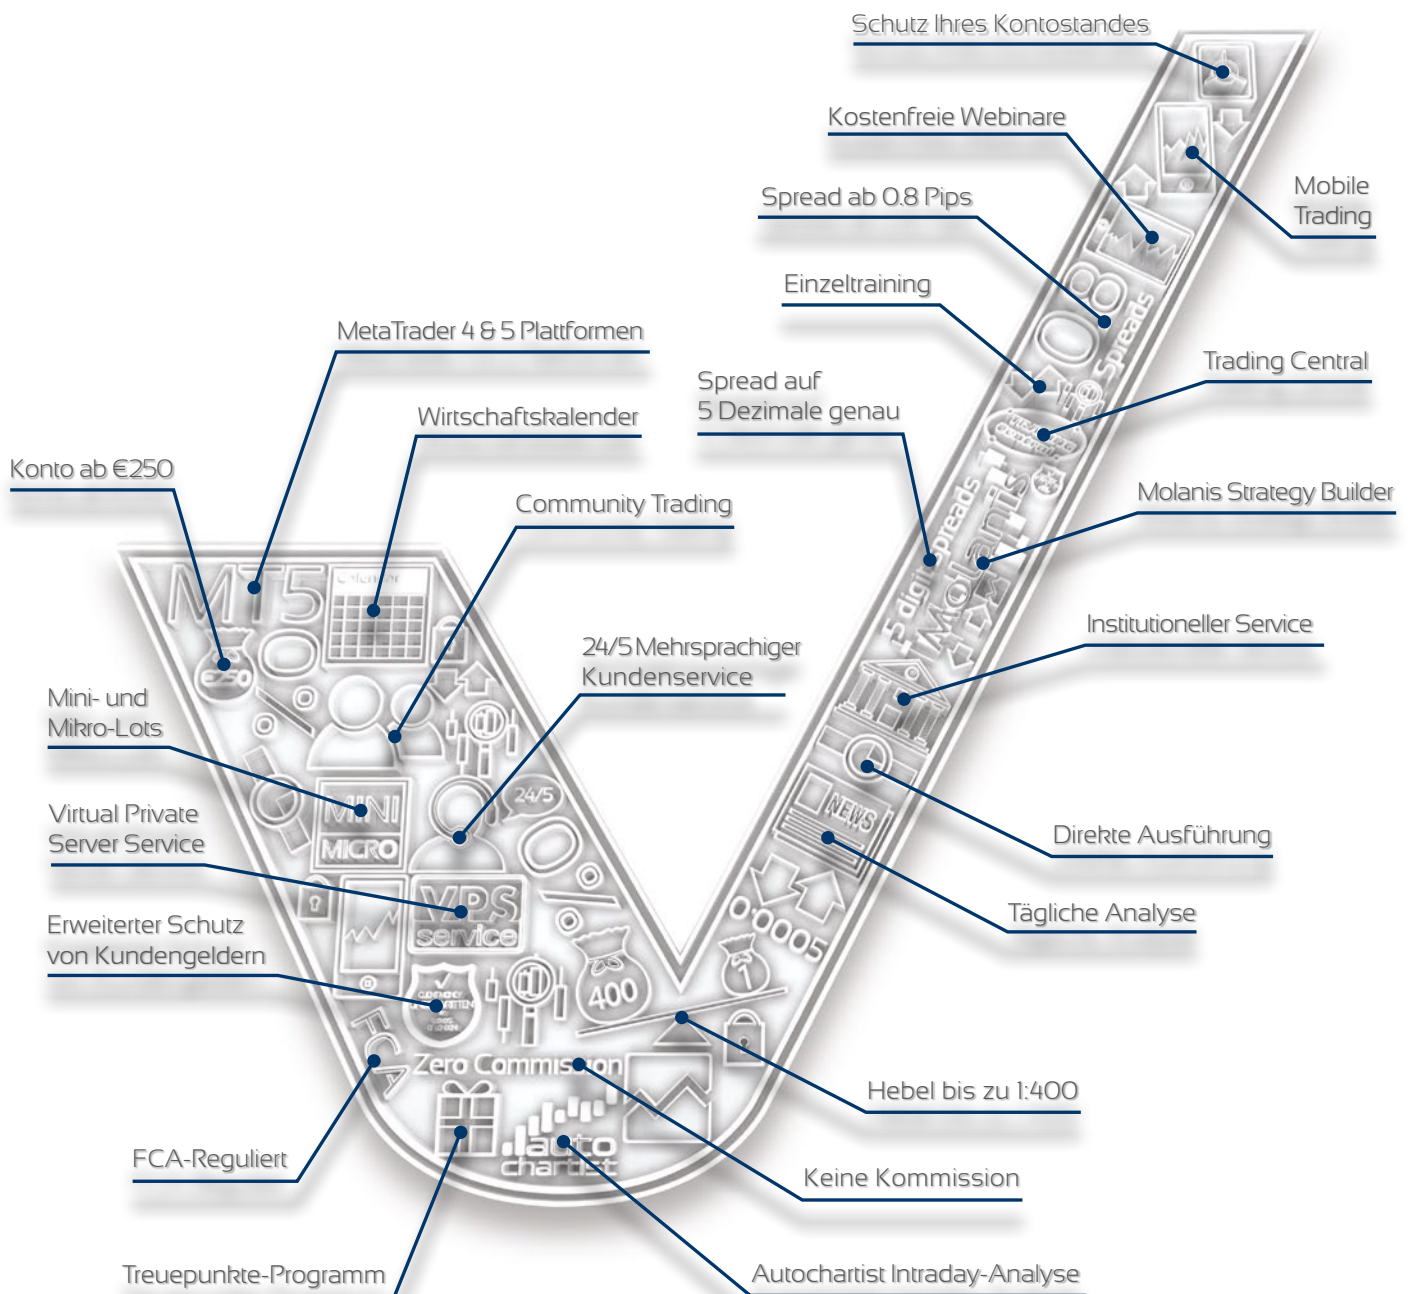 Schutz Ihres Kontostandes
Kostenfreie Webinare
Mobile
Trading
Spread ab 0.8 Pips
Einzeltraining
MetaTrader 4 & 5 Plattformen
Trading Central
Spread auf
5 Dezimale genau
Wirtschaftskalender
Konto ab €250
Community Trading
Molanis Strategy Builder
Institutioneller Service
24/5 Mehrsprachiger
Kundenservice
Mini- und
Mikro-Lots
Virtual Private
Server Service
Direkte Ausführung
Erweiterter Schutz
von Kundengeldern
Tägliche Analyse
Hebel bis zu 1:400
FCA-Reguliert
Keine Kommission
Treuepunkte-Programm
Autochartist Intraday-Analyse
08
Spreads
5 digit Spreads
Molanis
MT5
Calendar
€250
MINI
MICRO
24/5
NEWS
VPS
service
0.0005
400
1
FCA
Zero Commission
auto
chartist